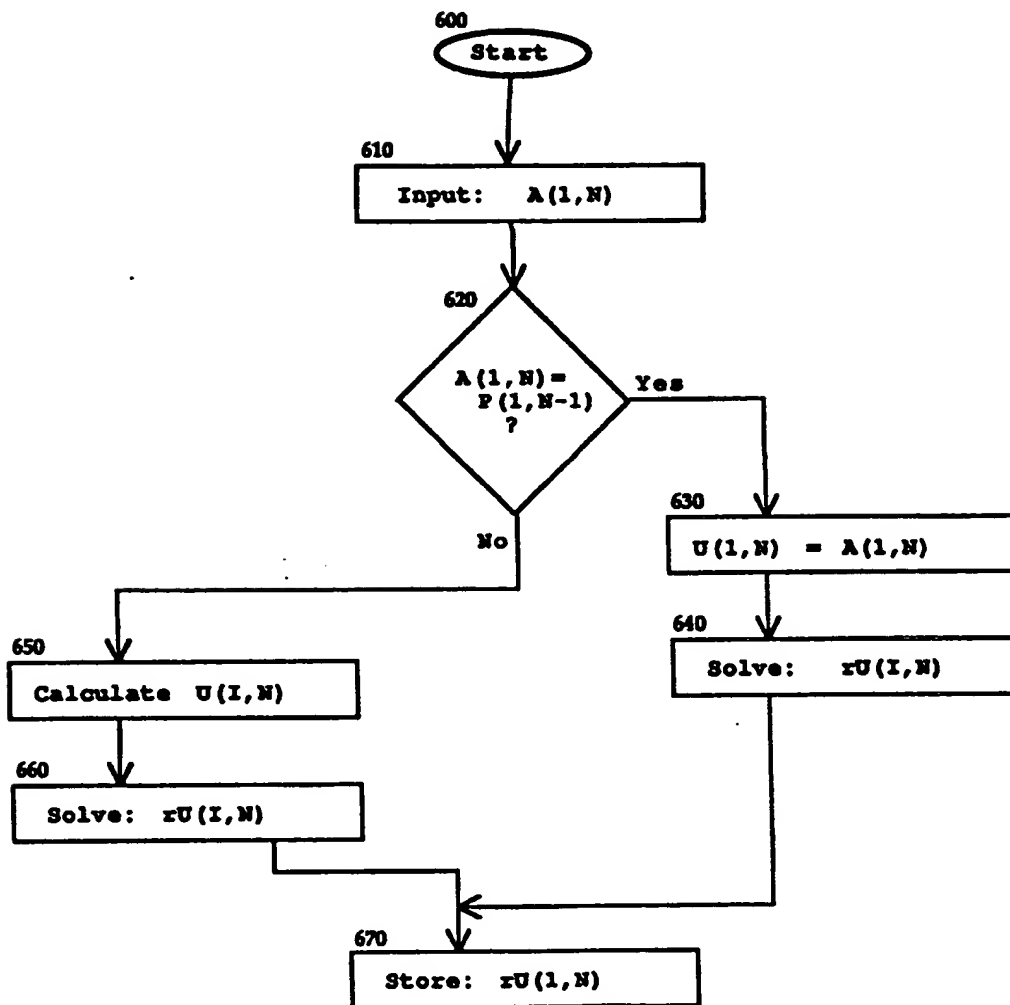 600
Start
610
Input: A(1,N)
620
A(1,N)=
P(1,N-1)
?
Yes
No
630
U(1,N) = A(1,N)
640
Solve: rU(I,N)
650
Calculate U(I,N)
660
Solve: rU(I,N)
670
Store: rU(1,N)